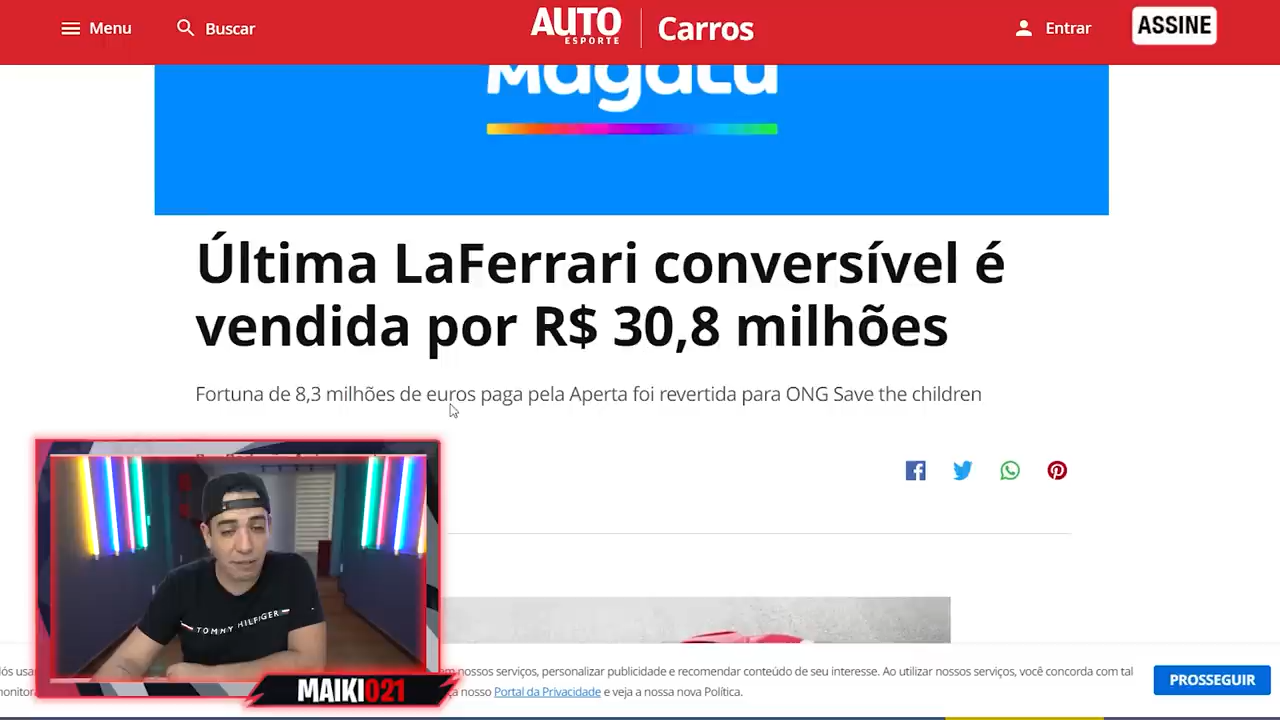 Menu
Buscar
AUTO
ESPORTE
Carros
Entrar
ASSINE
Magalu
Última LaFerrari conversível é
vendida por R$ 30,8 milhões
Fortuna de 8,3 milhões de euros paga pela Aperta foi revertida para ONG Save the children
TOMMY HILFIGER
em nossos serviços, personalizar publicidade e recomendar conteúdo de seu interesse. Ao utilizar nossos serviços, você concorda com tal
nosso Portal da Privacidade e veja a nossa nova Política.
PROSSEGUIR
MAIKI021